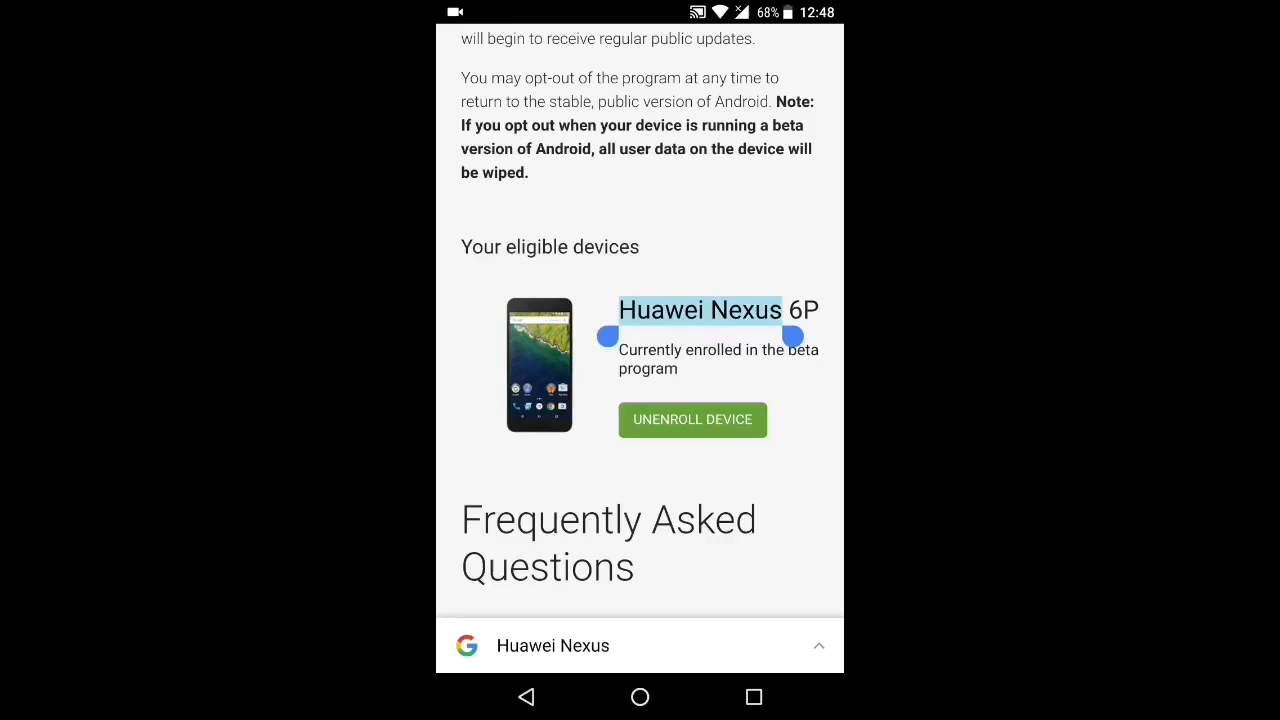 68% 12:48
will begin to receive regular public updates.
You may opt-out of the program at any time to
return to the stable, public version of Android. Note:
If you opt out when your device is running a beta
version of Android, all user data on the device will
be wiped.
Your eligible devices
Huawei Nexus 6P
Currently enrolled in the beta
program
UNENROLL DEVICE
Frequently Asked
Questions
Huawei Nexus